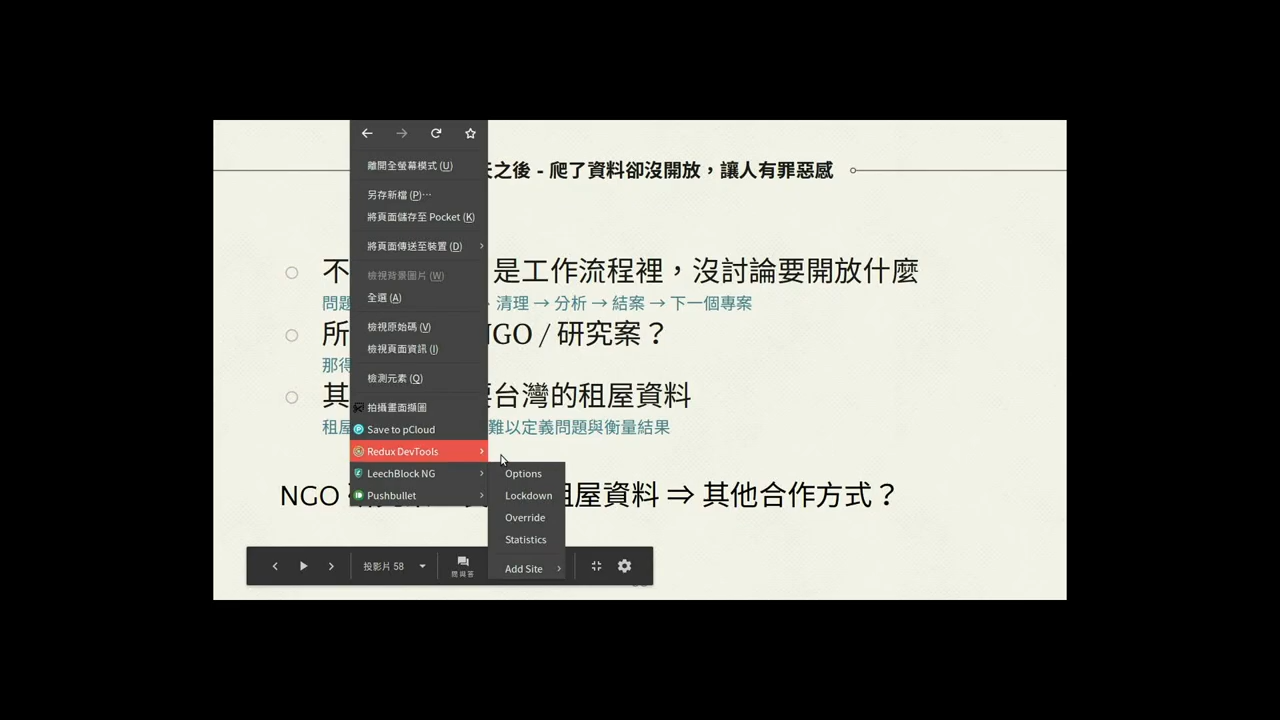 之後 - 爬了資料卻沒開放，讓人有罪惡感
離開全螢幕模式 (U)
另存新檔 (P)…
將頁面儲存至 Pocket (K)
將頁面傳送至裝置 (D)
檢視背景圖片 (W)
全選 (A)
檢視原始碼 (V)
檢視頁面資訊 (I)
檢測元素 (Q)
拍攝畫面擷圖
Save to pCloud
Redux DevTools
LeechBlock NG
Pushbullet
Options
Lockdown
Override
Statistics
Add Site
不 是工作流程裡，沒討論要開放什麼
問題 清理 → 分析 → 結案 → 下一個專案
所 NGO / 研究案？
那得
其 台灣的租屋資料
租屋 難以定義問題與衡量結果
NGO 租屋資料 ⇒ 其他合作方式？
投影片 58
問與答